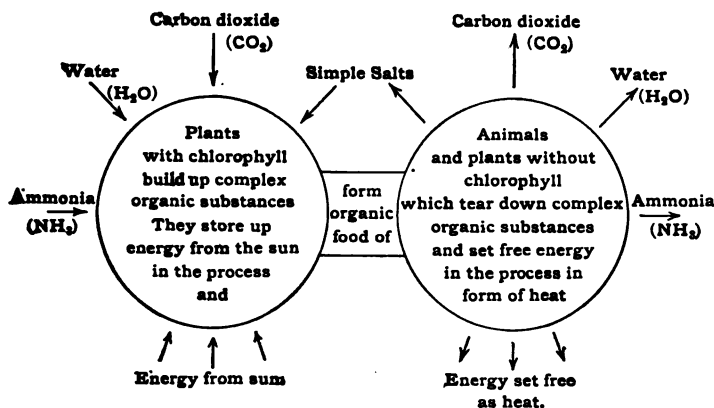 Carbon dioxide
(CO₂)
Water
(H₂O)
Simple Salts
Carbon dioxide
(CO₂)
Water
(H₂O)
Ammonia
(NH₃)
Plants
with chlorophyll
build up complex
organic substances
They store up
energy from the sun
in the process
and
form
organic
food of
Animals
and plants without
chlorophyll
which tear down complex
organic substances
and set free energy
in the process in
form of heat
Ammonia
(NH₃)
Energy from sum
Energy set free
as heat.